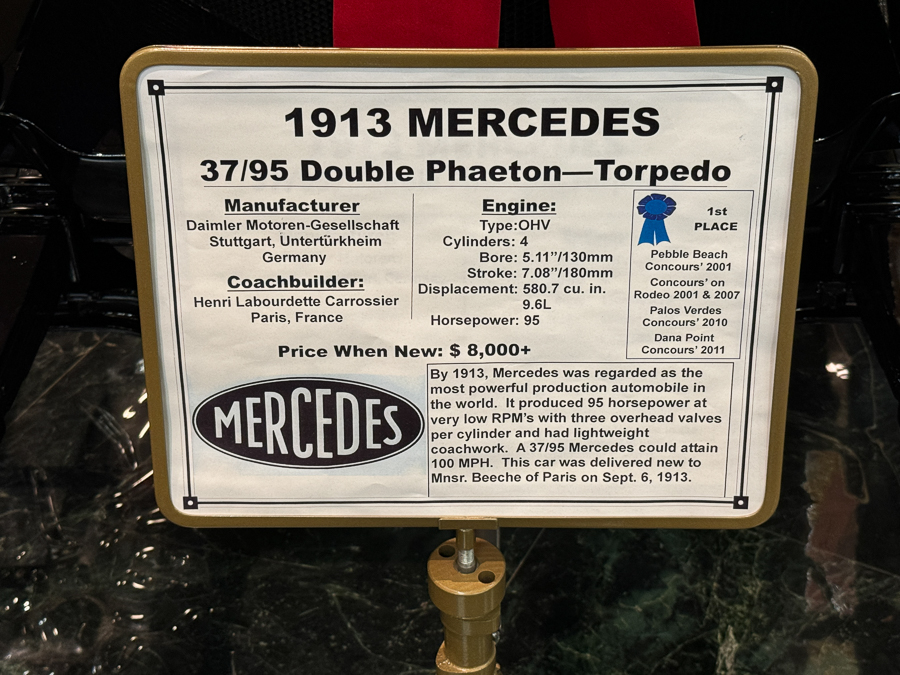 1913 MERCEDES
37/95 Double Phaeton—Torpedo
Manufacturer
Daimler Motoren-Gesellschaft
Stuttgart, Untertürkheim
Germany
Coachbuilder:
Henri Labourdette Carrossier
Paris, France
Engine:
Type:OHV
Cylinders: 4
Bore: 5.11”/130mm
Stroke: 7.08”/180mm
Displacement: 580.7 cu. in.
9.6L
Horsepower: 95
1st
PLACE
Pebble Beach
Concours’ 2001
Concours’ on
Rodeo 2001 & 2007
Palos Verdes
Concours’ 2010
Dana Point
Concours’ 2011
Price When New: $ 8,000+
MERCEDES
By 1913, Mercedes was regarded as the
most powerful production automobile in
the world. It produced 95 horsepower at
very low RPM’s with three overhead valves
per cylinder and had lightweight
coachwork. A 37/95 Mercedes could attain
100 MPH. This car was delivered new to
Mnsr. Beeche of Paris on Sept. 6, 1913.